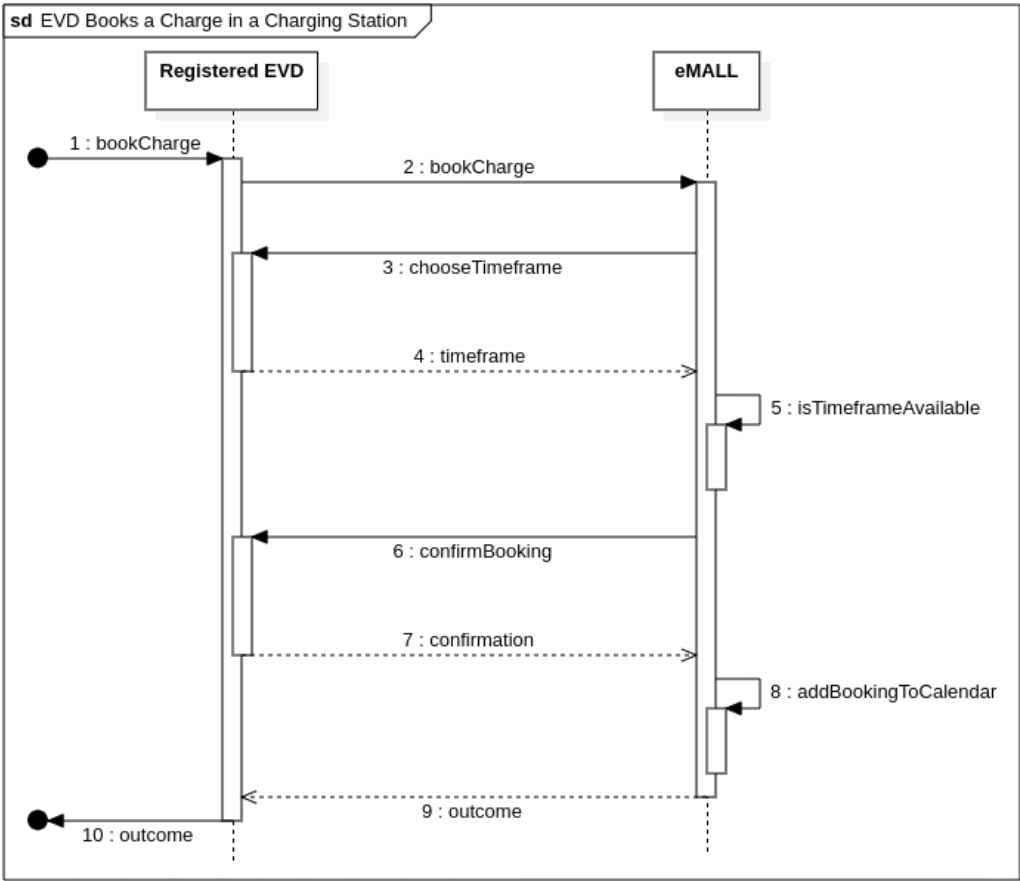 sd EVD Books a Charge in a Charging Station
Registered EVD
eMALL
1 : bookCharge
2 : bookCharge
3 : chooseTimeframe
4 : timeframe
5 : isTimeframeAvailable
6 : confirmBooking
7 : confirmation
8 : addBookingToCalendar
9 : outcome
10 : outcome